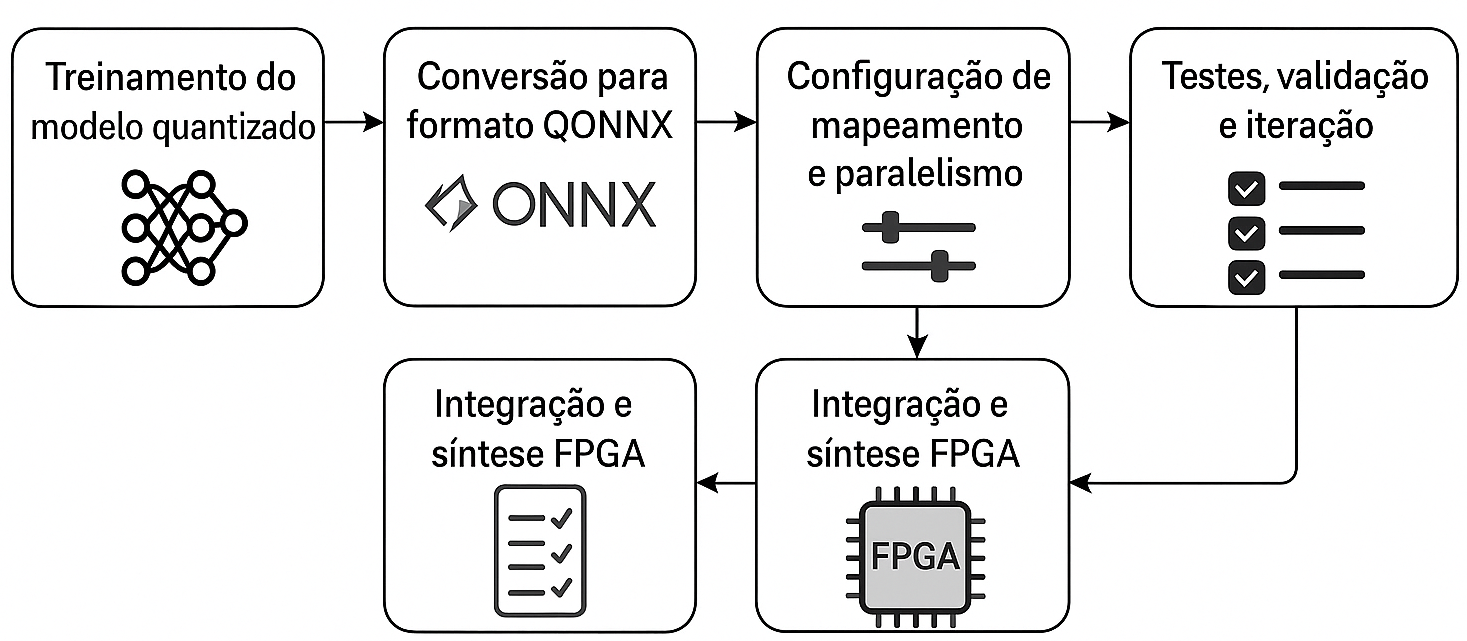 Treinamento do
modelo quantizado
Conversão para
formato QONNX
ONNX
Configuração de
mapeamento
e paralelismo
Testes, validação
e iteração
Integração e
síntese FPGA
Integração e
síntese FPGA
FPGA